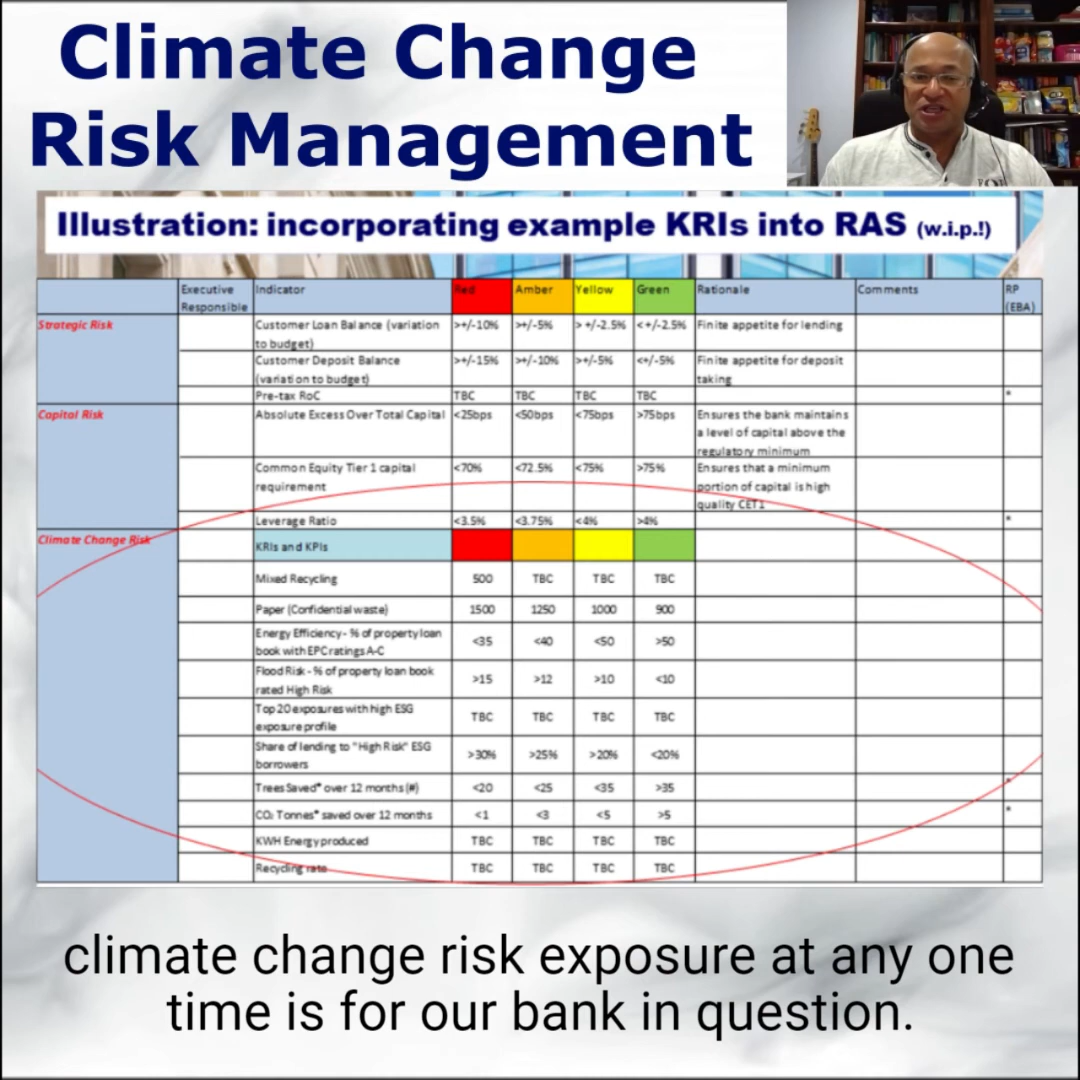 Climate Change
Risk Management
Illustration: incorporating example KRIs into RAS (w.i.p.!)
Executive Responsible Indicator Red Amber Yellow Green Rationale Comments RP (EBA)
Strategic Risk Customer Loan Balance (variation to budget) >+/-10% >+/-5% > +/-2.5% <+/-2.5% Finite appetite for lending
Customer Deposit Balance (variation to budget) >+/-15% >+/-10% >+/-5% <+/-5% Finite appetite for deposit taking
Pre-tax RoC TBC TBC TBC TBC *
Capital Risk Absolute Excess Over Total Capital <25bps <50bps <75bps >75bps Ensures the bank maintains a level of capital above the regulatory minimum
Common Equity Tier 1 capital requirement <70% <72.5% <75% >75% Ensures that a minimum portion of capital is high quality CET1
Leverage Ratio <3.5% <3.75% <4% >4% *
Climate Change Risk KRIs and KPIs
Mixed Recycling 500 TBC TBC TBC
Paper (Confidential waste) 1500 1250 1000 900
Energy Efficiency - % of property loan book with EPC ratings A-C <35 <40 <50 >50
Flood Risk - % of property loan book rated High Risk >15 >12 >10 <10
Top 20 exposures with high ESG exposure profile TBC TBC TBC TBC
Share of lending to "High Risk" ESG borrowers >30% >25% >20% <20%
Trees Saved* over 12 months (#) <20 <25 <35 >35 *
CO₂ Tonnes* saved over 12 months <1 <3 <5 >5 *
KWH Energy produced TBC TBC TBC TBC
Recycling rate TBC TBC TBC TBC
climate change risk exposure at any one
time is for our bank in question.